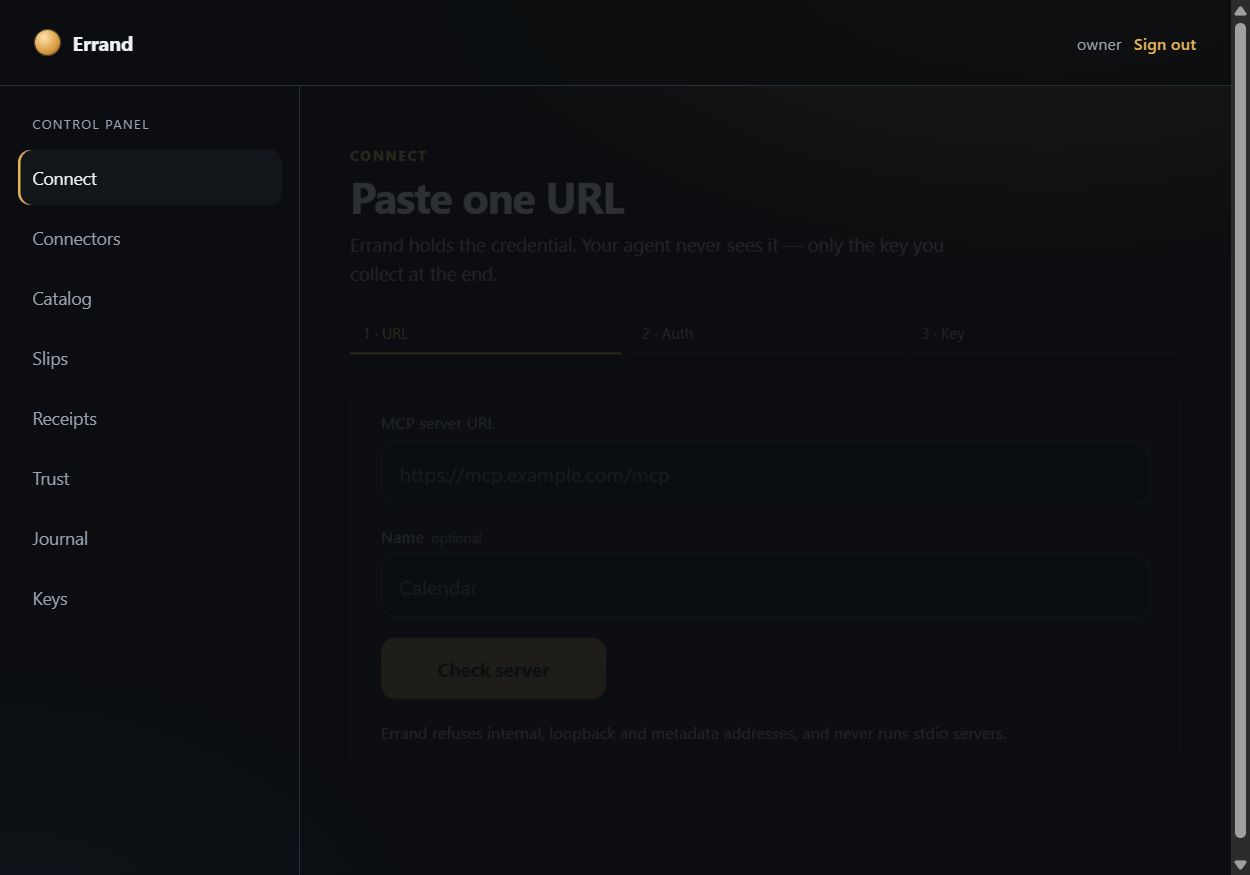 Errand
owner Sign out
CONTROL PANEL
Connect
Connectors
Catalog
Slips
Receipts
Trust
Journal
Keys
CONNECT
Paste one URL
Errand holds the credential. Your agent never sees it — only the key you
collect at the end.
1 · URL 2 · Auth 3 · Key
MCP server URL
https://mcp.example.com/mcp
Name optional
Calendar
Check server
Errand refuses internal, loopback and metadata addresses, and never runs stdio servers.